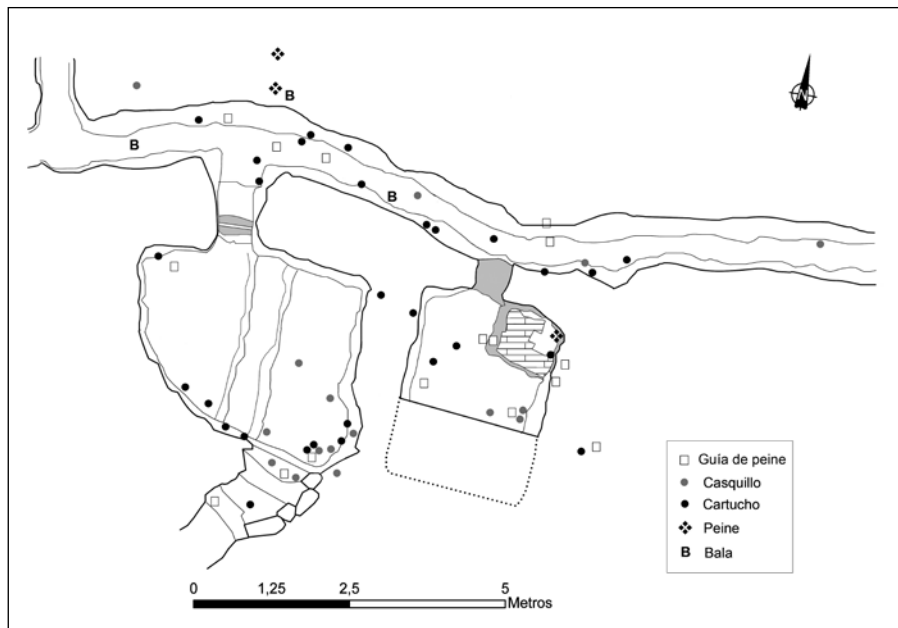 B
N
B
B
Guía de peine
Casquillo
Cartucho
Peine
B Bala
0 1,25 2,5 5
Metros